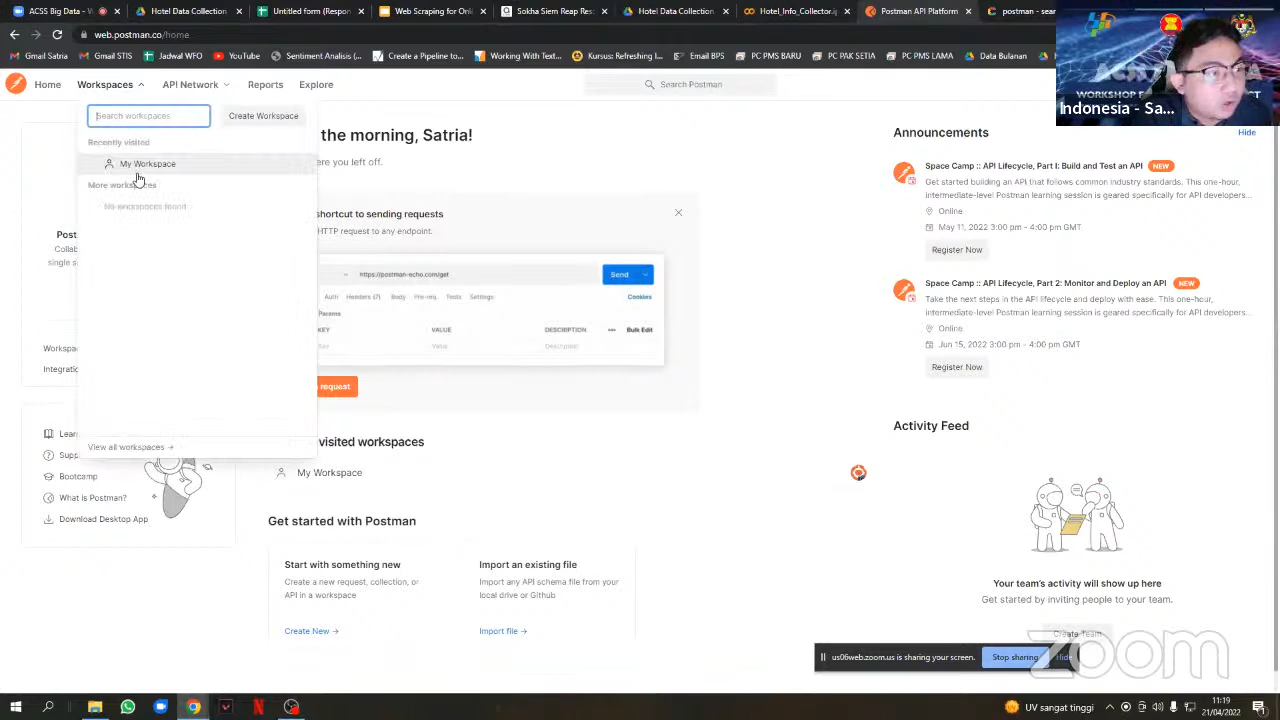 Tutorial dan Buku
Hotel Data Collection
Form Responses 1
Web Scraping for O
Sokha Siem Reap Res
Hotel Data Collection
Hotel_Info_Collecto
Postman API Platform
C - sear
web.postman.co/home
Gmail Satria
Gmail STIS
Jadwal WFO - STIS
Sentiment Analysis (
Create a Pipeline to
English With BPS
Working from
Kursus: Refreshing
PC BPS
PC PC MARS
PC PAK SETIA
PC PMS LAMA
Data Bulanan
Data
Indonesia - Sa...
Home
Workspaces
API Network
Reports
Explore
Search Postman
Search workspaces
Create Workspace
Recently visited
My Workspace
More workspaces
No workspaces found
View all workspaces →
the morning, Satria!
ere you left off.
shortcut to sending requests
HTTP request to any endpoint.
https://postman-echo.com/get
Send
Auth
Headers (7)
Body
Pre-req.
Tests
Settings
Cookies
Params
KEY
VALUE
DESCRIPTION
Bulk Edit
Key
Value
Description
request
Post
Collab
single s
Workspac
Integration
Learn
Supp
Bootcamp
What is Postman?
Download Desktop App
visited workspaces
My Workspace
Get started with Postman
Start with something new
Create a new request, collection, or
API in a workspace
Create New →
Import an existing file
Import any API schema file from your
local drive or Github
Import file →
Announcements
Hide
Space Camp :: API Lifecycle, Part I: Build and Test an API
NEW
Get started building an API that follows common industry standards. This one-hour,
intermediate-level Postman learning session is geared specifically for API developers...
Online
May 11, 2022 3:00 pm - 4:00 pm GMT
Register Now
Space Camp :: API Lifecycle, Part 2: Monitor and Deploy an API
NEW
Take the next steps in the API lifecycle and deploy with ease. This one-hour,
intermediate-level Postman learning session is geared specifically for API developers...
Online
Jun 15, 2022 3:00 pm - 4:00 pm GMT
Register Now
Activity Feed
Your team's activity will show up here
Get started by inviting people to your team.
Create Team
us06web.zoom.us is sharing your screen.
Stop sharing
Hide
zoom
UV sangat tinggi
11:19
21/04/2022